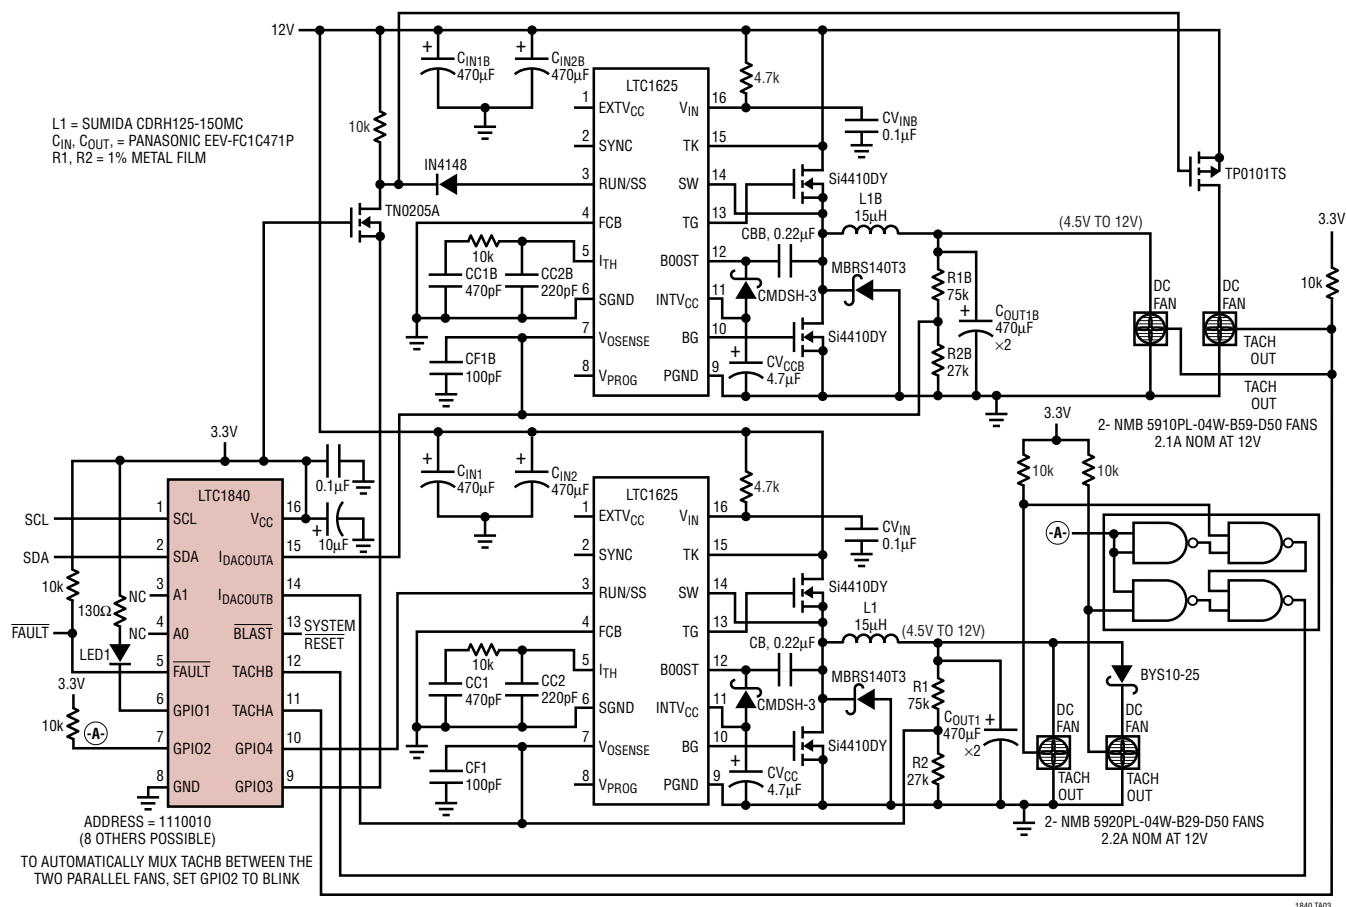 12V
L1 = SUMIDA CDRH125-150MC
CIN, COUT, = PANASONIC EEV-FC1C471P
R1, R2 = 1% METAL FILM
10k
IN4148
TN0205A
+
CIN1B
470µF
+
CIN2B
470µF
LTC1625
1
EXTVCC
2
SYNC
3
RUN/SS
4
FCB
5
ITH
6
SGND
7
VOSENSE
8
VPROG
16
VIN
15
TK
14
SW
13
TG
12
BOOST
11
INTVCC
10
BG
9
PGND
4.7k
CVINB
0.1µF
Si4410DY
L1B
15µH
CBB, 0.22µF
MBRS140T3
CMDSH-3
Si4410DY
+
CVCCB
4.7µF
10k
CC1B
470pF
CC2B
220pF
CF1B
100pF
R1B
75k
R2B
27k
+
COUT1B
470µF
×2
(4.5V TO 12V)
TP0101TS
3.3V
10k
DC
FAN
DC
FAN
TACH
OUT
TACH
OUT
2- NMB 5910PL-04W-B59-D50 FANS
2.1A NOM AT 12V
3.3V
10k
10k
-A-
3.3V
0.1µF
+
10µF
LTC1840
SCL
1
SCL
SDA
2
SDA
NC
3
A1
NC
4
A0
FAULT
5
FAULT
6
GPIO1
7
GPIO2
8
GND
16
VCC
15
IDACOUTA
14
IDACOUTB
13
BLAST
SYSTEM
RESET
12
TACHB
11
TACHA
10
GPIO4
9
GPIO3
10k
130Ω
LED1
3.3V
10k
-A-
ADDRESS = 1110010
(8 OTHERS POSSIBLE)
TO AUTOMATICALLY MUX TACHB BETWEEN THE
TWO PARALLEL FANS, SET GPIO2 TO BLINK
+
CIN1
470µF
+
CIN2
470µF
LTC1625
1
EXTVCC
2
SYNC
3
RUN/SS
4
FCB
5
ITH
6
SGND
7
VOSENSE
8
VPROG
16
VIN
15
TK
14
SW
13
TG
12
BOOST
11
INTVCC
10
BG
9
PGND
4.7k
CVIN
0.1µF
Si4410DY
L1
15µH
(4.5V TO 12V)
CB, 0.22µF
MBRS140T3
CMDSH-3
Si4410DY
+
CVCC
4.7µF
10k
CC1
470pF
CC2
220pF
CF1
100pF
R1
75k
R2
27k
COUT1
+
470µF
×2
BYS10-25
DC
FAN
DC
FAN
TACH
OUT
TACH
OUT
2- NMB 5920PL-04W-B29-D50 FANS
2.2A NOM AT 12V
1840 TA03